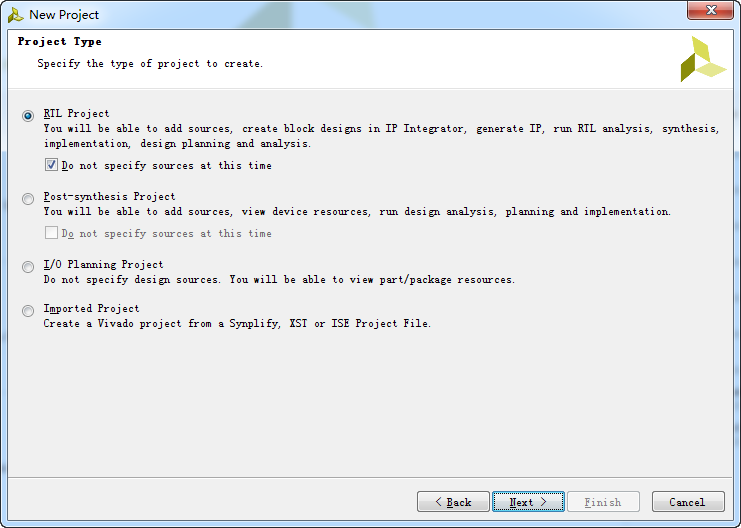 New Project
Project Type
Specify the type of project to create.
RTL Project
You will be able to add sources, create block designs in IP Integrator, generate IP, run RTL analysis, synthesis,
implementation, design planning and analysis.
Do not specify sources at this time
Post-synthesis Project
You will be able to add sources, view device resources, run design analysis, planning and implementation.
Do not specify sources at this time
I/O Planning Project
Do not specify design sources. You will be able to view part/package resources.
Imported Project
Create a Vivado project from a Synplify, XST or ISE Project File.
< Back
Next >
Finish
Cancel